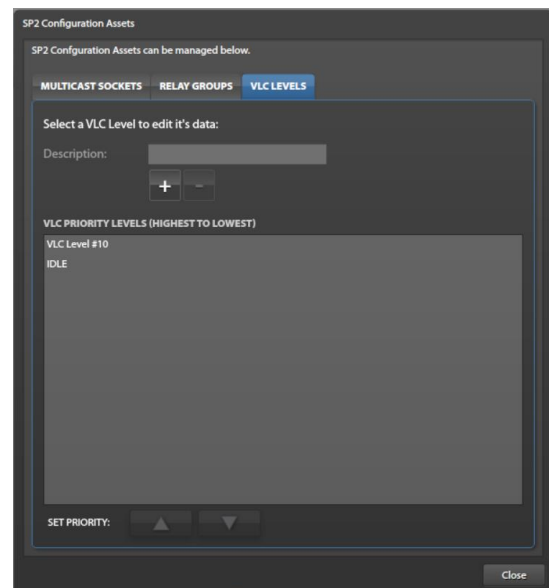 SP2 Configuration Assets
SP2 Confguration Assets can be managed below.
MULTICAST SOCKETS RELAY GROUPS VLC LEVELS
Select a VLC Level to edit it's data:
Description:
+ -
VLC PRIORITY LEVELS (HIGHEST TO LOWEST)
VLC Level #10
IDLE
SET PRIORITY:
Close